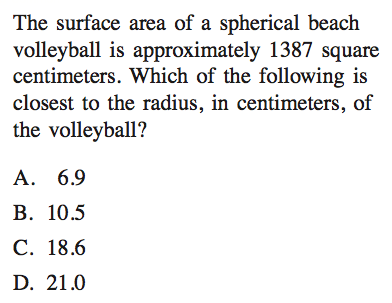 The surface area of a spherical beach
volleyball is approximately 1387 square
centimeters. Which of the following is
closest to the radius, in centimeters, of
the volleyball?
A. 6.9
B. 10.5
C. 18.6
D. 21.0